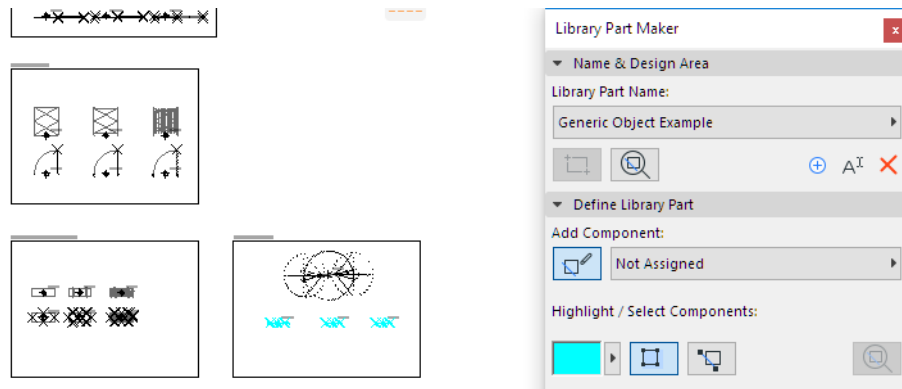 Library Part Maker
x
Name & Design Area
Library Part Name:
Generic Object Example
Define Library Part
Add Component:
Not Assigned
Highlight / Select Components: